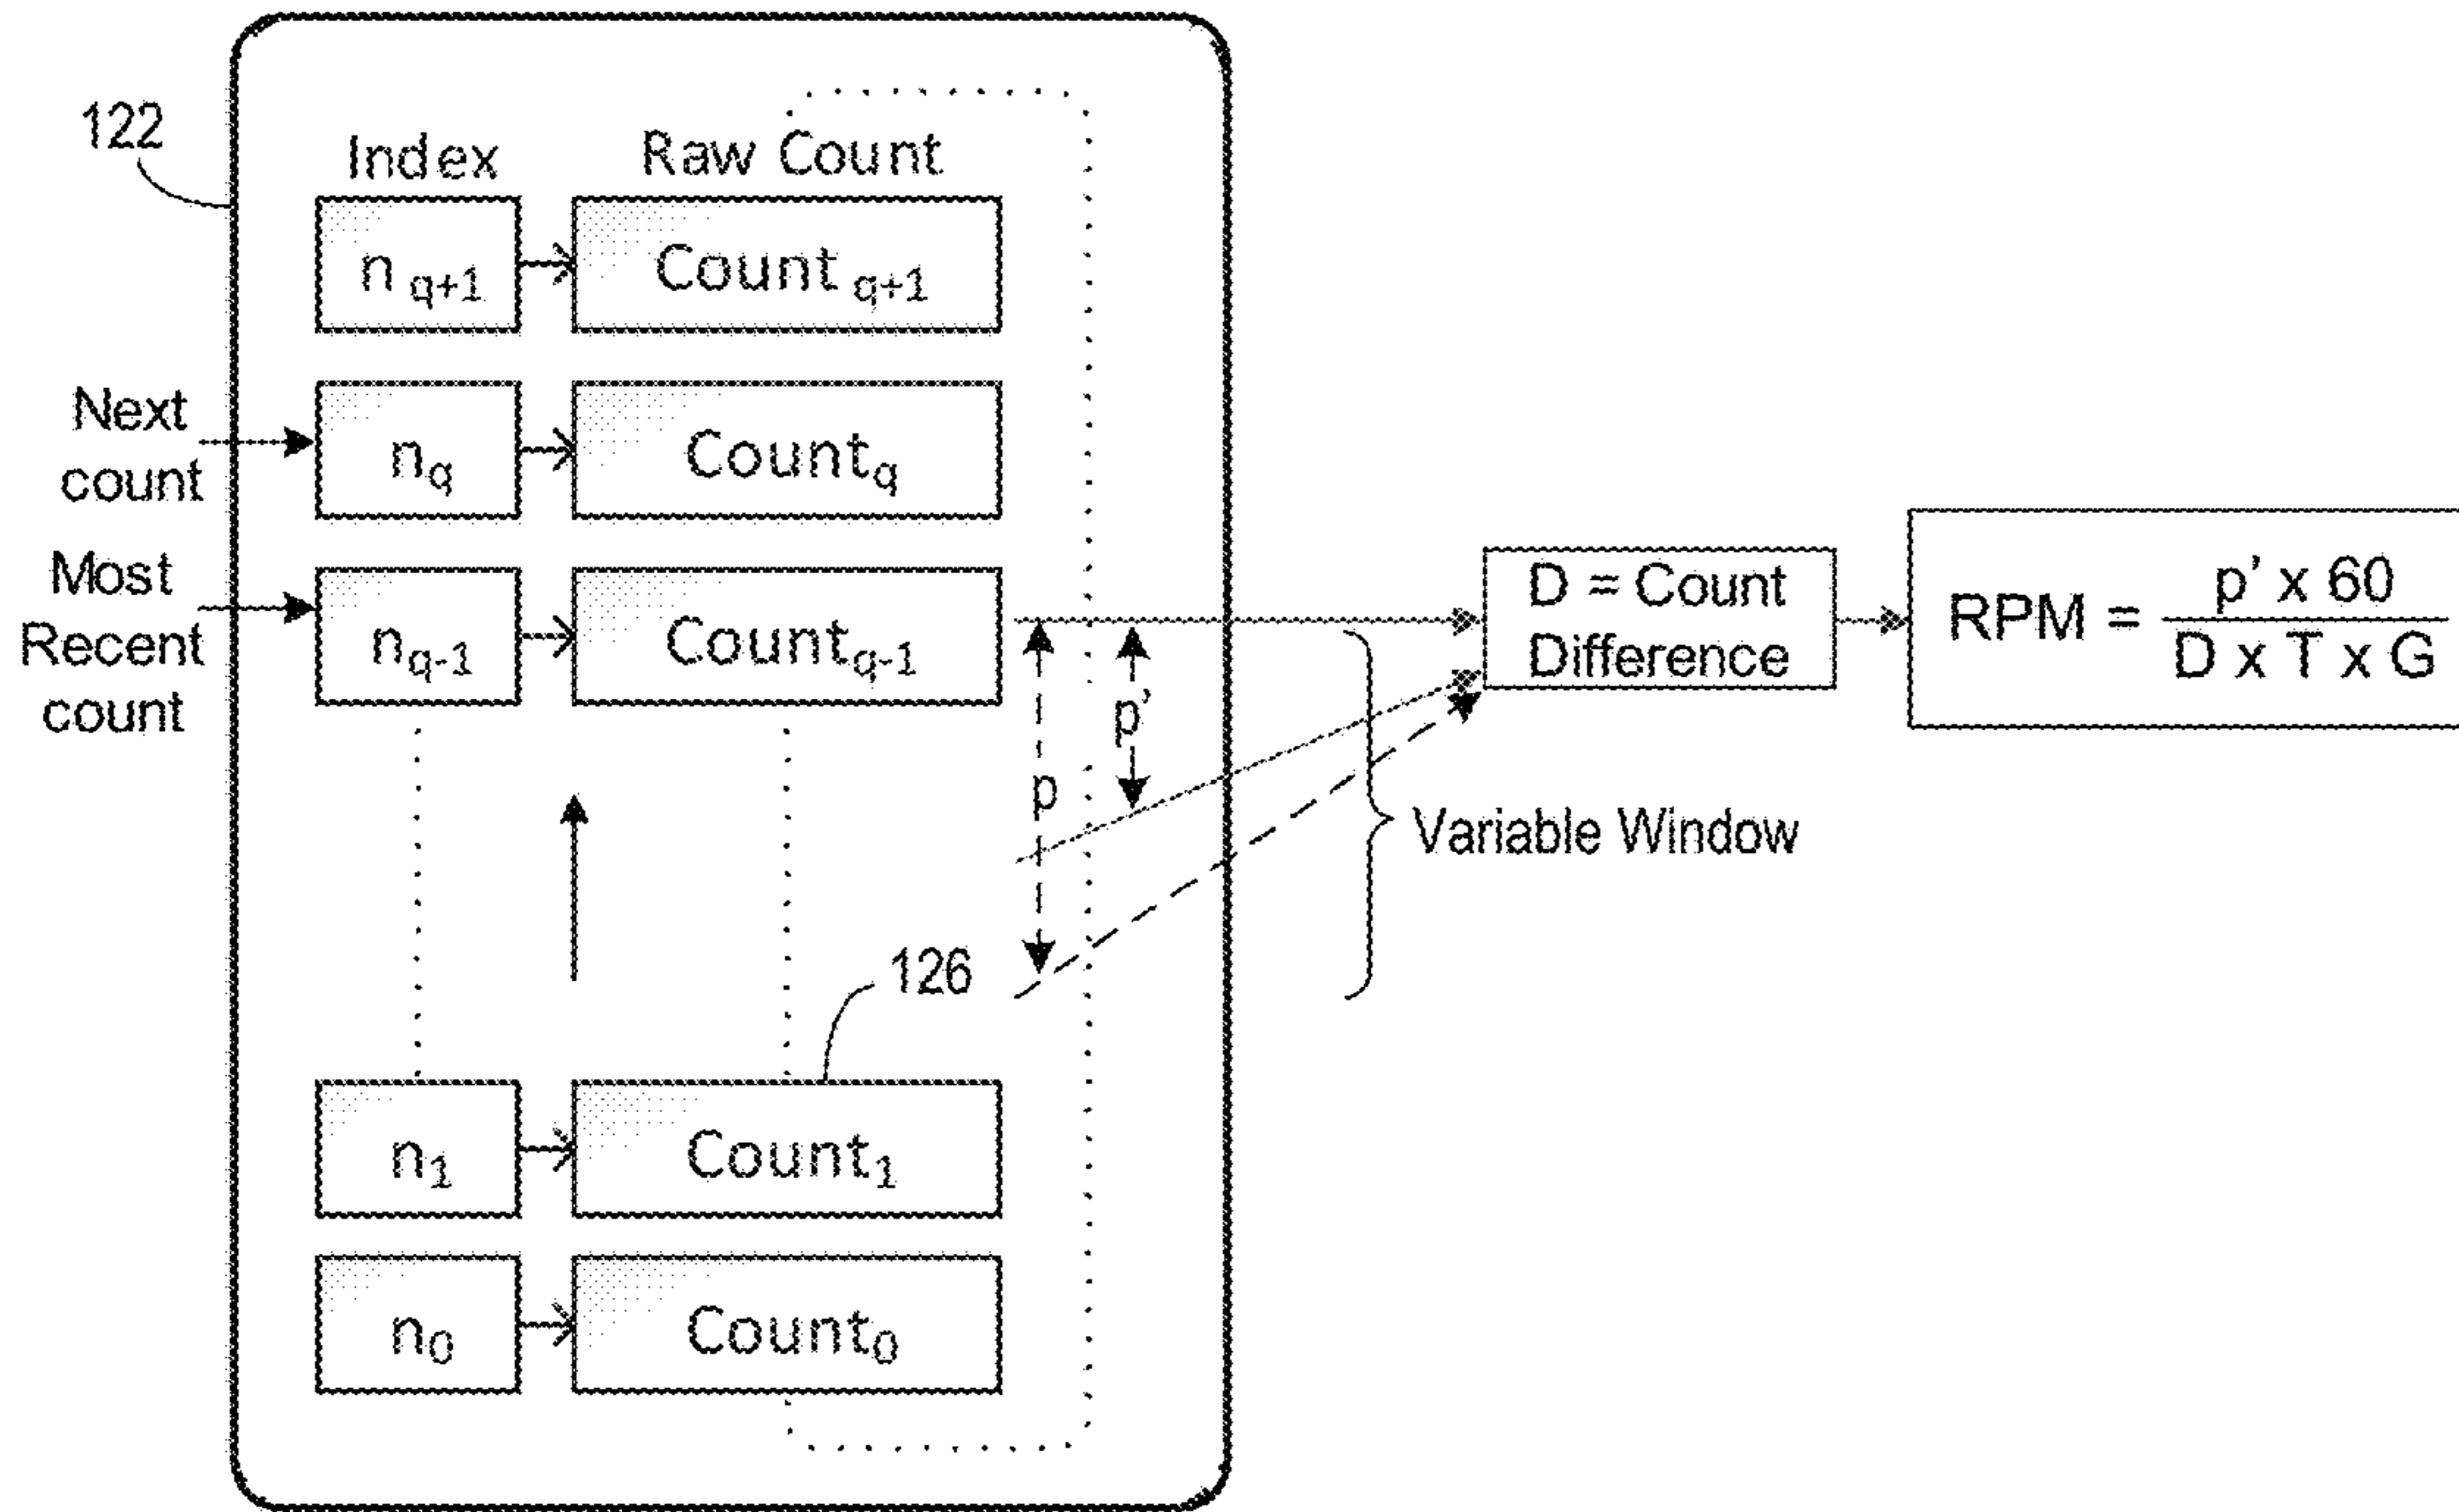 122
Index Raw Count
n q+1 Count q+1
Next
count
nq Countq
Most
Recent
count
nq-1 Countq-1
D = Count
Difference
RPM = p' x 60
D x T x G
p'
p
Variable Window
126
n1 Count1
n0 Count0